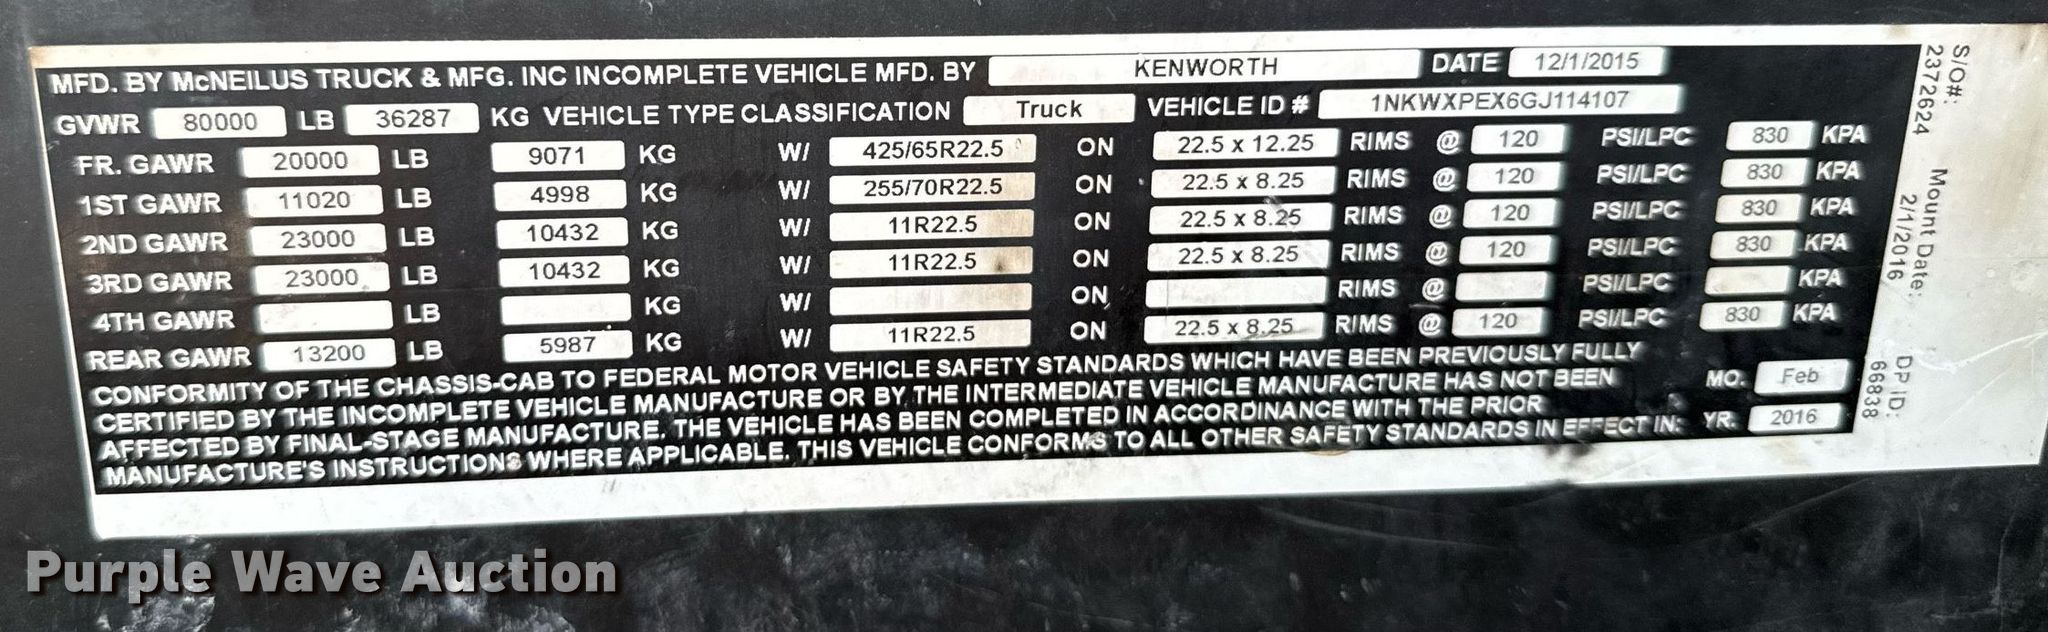 MFD. BY McNEILUS TRUCK & MFG. INC INCOMPLETE VEHICLE MFD. BY KENWORTH DATE 12/1/2015
GVWR 80000 LB 36287 KG VEHICLE TYPE CLASSIFICATION Truck VEHICLE ID # 1NKWXPEX6GJ114107
FR. GAWR 20000 LB 9071 KG W/ 425/65R22.5 ON 22.5 x 12.25 RIMS @ 120 PSI/LPC 830 KPA
1ST GAWR 11020 LB 4998 KG W/ 255/70R22.5 ON 22.5 x 8.25 RIMS @ 120 PSI/LPC 830 KPA
2ND GAWR 23000 LB 10432 KG W/ 11R22.5 ON 22.5 x 8.25 RIMS @ 120 PSI/LPC 830 KPA
3RD GAWR 23000 LB 10432 KG W/ 11R22.5 ON 22.5 x 8.25 RIMS @ 120 PSI/LPC 830 KPA
4TH GAWR LB KG W/ ON RIMS @ PSI/LPC KPA
REAR GAWR 13200 LB 5987 KG W/ 11R22.5 ON 22.5 x 8.25 RIMS @ 120 PSI/LPC 830 KPA
CONFORMITY OF THE CHASSIS-CAB TO FEDERAL MOTOR VEHICLE SAFETY STANDARDS WHICH HAVE BEEN PREVIOUSLY FULLY
CERTIFIED BY THE INCOMPLETE VEHICLE MANUFACTURE OR BY THE INTERMEDIATE VEHICLE MANUFACTURE HAS NOT BEEN
AFFECTED BY FINAL-STAGE MANUFACTURE. THE VEHICLE HAS BEEN COMPLETED IN ACCORDINANCE WITH THE PRIOR
MANUFACTURE'S INSTRUCTIONS WHERE APPLICABLE. THIS VEHICLE CONFORMS TO ALL OTHER SAFETY STANDARDS IN EFFECT IN:
MO. Feb
YR. 2016
S/O#: Mount Date: DP ID:
2372624 2/1/2016 66838
Purple Wave Auction